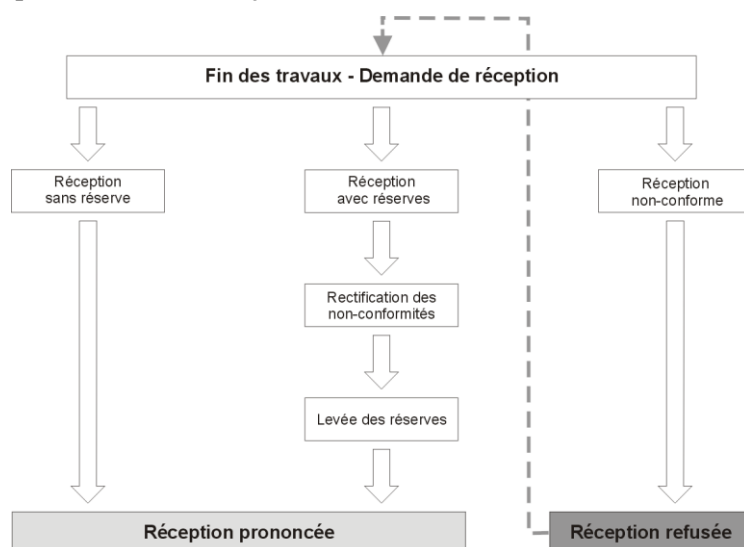 Fin des travaux - Demande de réception
Réception
sans réserve
Réception
avec réserves
Réception
non-conforme
Rectification des
non-conformités
Levée des réserves
Réception prononcée
Réception refusée